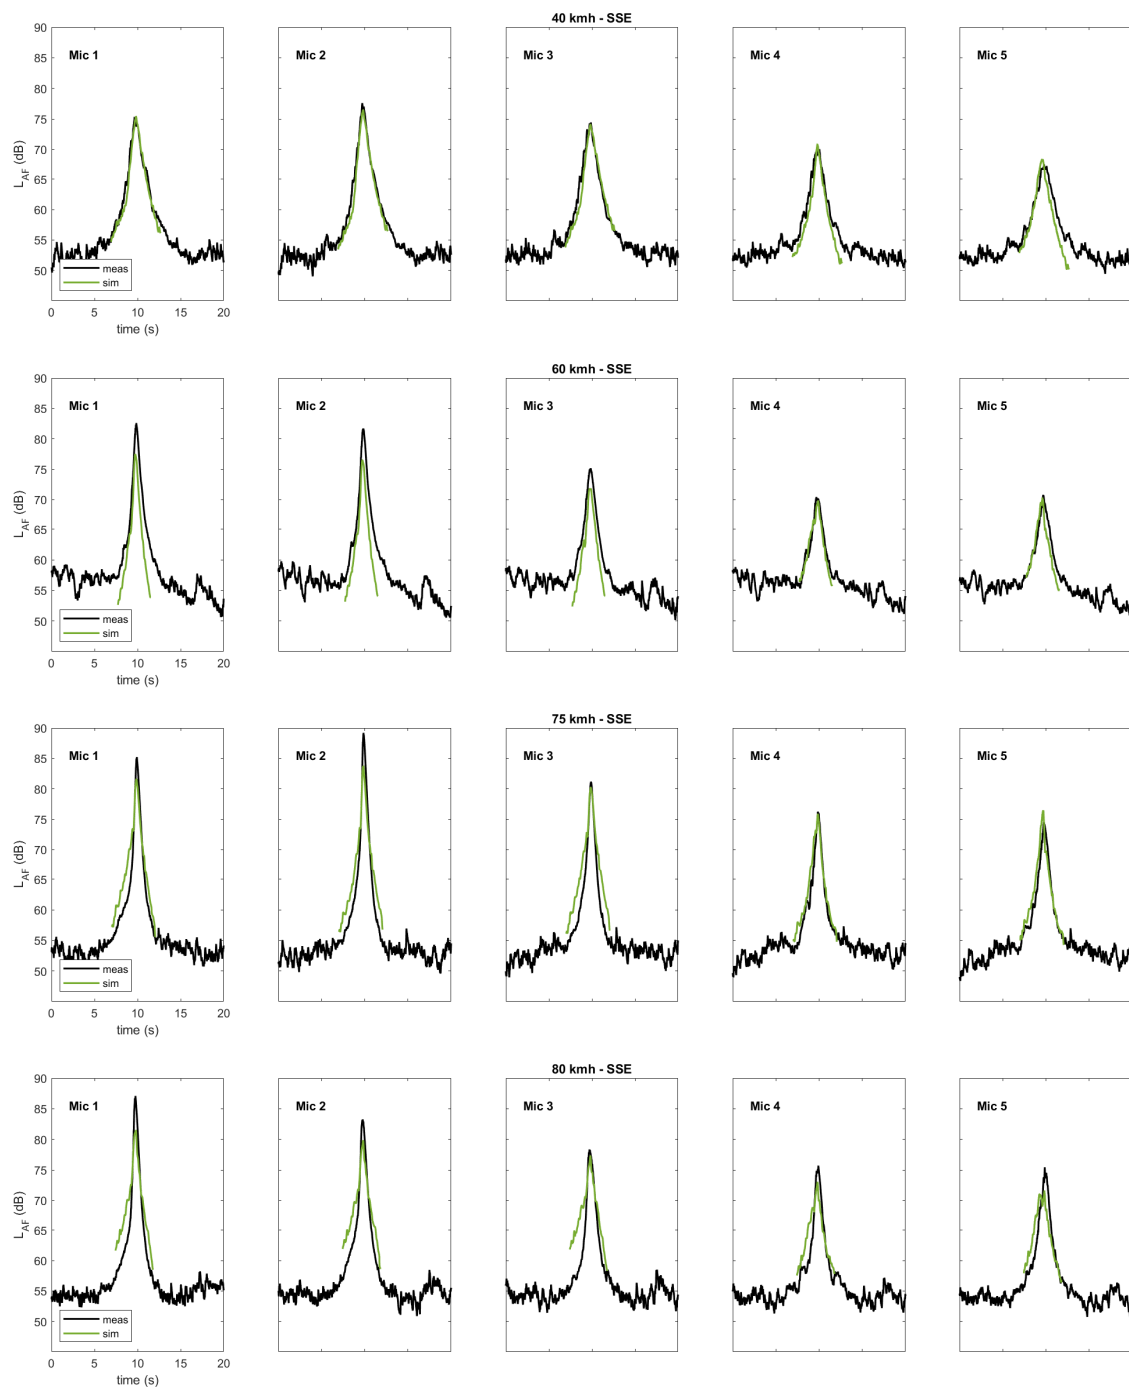 40 kmh - SSE
Mic 1
Mic 2
Mic 3
Mic 4
Mic 5
90
85
80
75
70
65
60
55
50
L_AF (dB)
meas
sim
0 5 10 15 20
time (s)
60 kmh - SSE
Mic 1
Mic 2
Mic 3
Mic 4
Mic 5
90
85
80
75
70
65
60
55
50
L_AF (dB)
meas
sim
0 5 10 15 20
time (s)
75 kmh - SSE
Mic 1
Mic 2
Mic 3
Mic 4
Mic 5
90
85
80
75
70
65
60
55
50
L_AF (dB)
meas
sim
0 5 10 15 20
time (s)
80 kmh - SSE
Mic 1
Mic 2
Mic 3
Mic 4
Mic 5
90
85
80
75
70
65
60
55
50
L_AF (dB)
meas
sim
0 5 10 15 20
time (s)